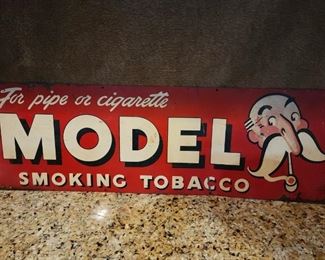 For pipe or cigarette
MODEL
SMOKING TOBACCO